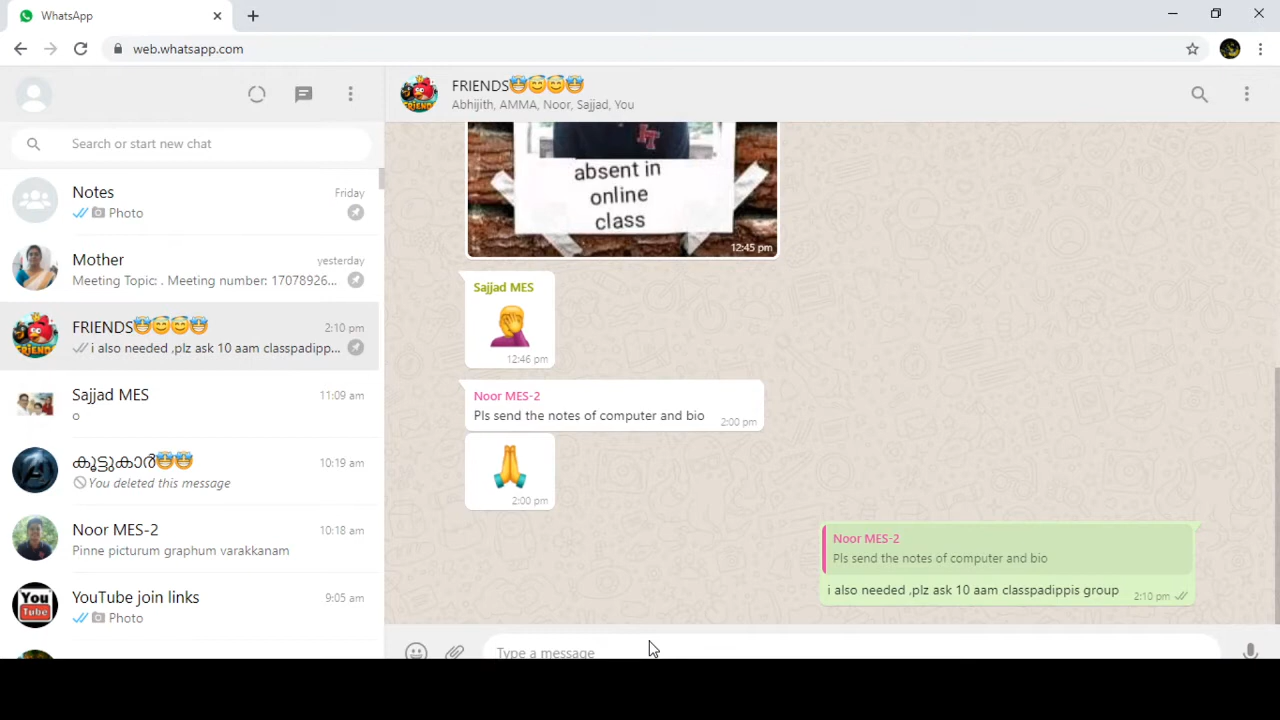 WhatsApp
web.whatsapp.com
Search or start new chat
Notes
Friday
Photo
Mother
yesterday
Meeting Topic: . Meeting number: 17078926...
FRIENDS🤩😇😇🤩
2:10 pm
i also needed ,plz ask 10 aam classpadipp...
Sajjad MES
11:09 am
o
കൂട്ടുകാർ🤩🤩
10:19 am
You deleted this message
Noor MES-2
10:18 am
Pinne picturum graphum varakkanam
YouTube join links
9:05 am
Photo
You
Tube
FRIENDS🤩😇😇🤩
Abhijith, AMMA, Noor, Sajjad, You
absent in
online
class
12:45 pm
Sajjad MES
🤦
12:46 pm
Noor MES-2
Pls send the notes of computer and bio
2:00 pm
🙏
2:00 pm
Noor MES-2
Pls send the notes of computer and bio
i also needed ,plz ask 10 aam classpadippis group
2:10 pm
Type a message